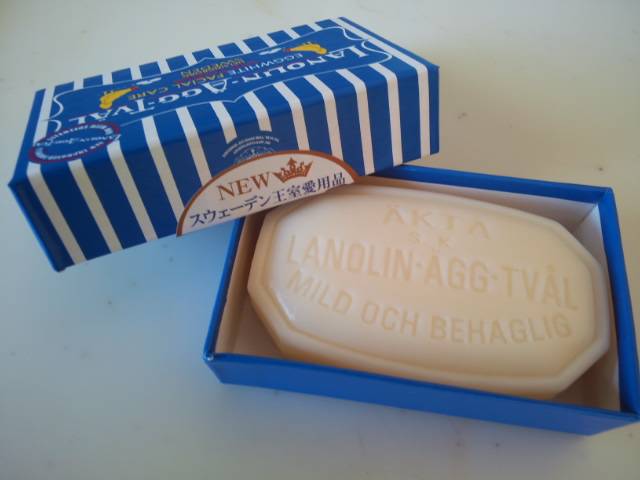 LANOLIN-ÄGG-TVÅL
EGGWHITE FACIAL CARE
NEW
スウェーデン王室愛用品
ÄKTA
S.K.
LANOLIN-ÄGG-TVÅL
MILD OCH BEHAGLIG